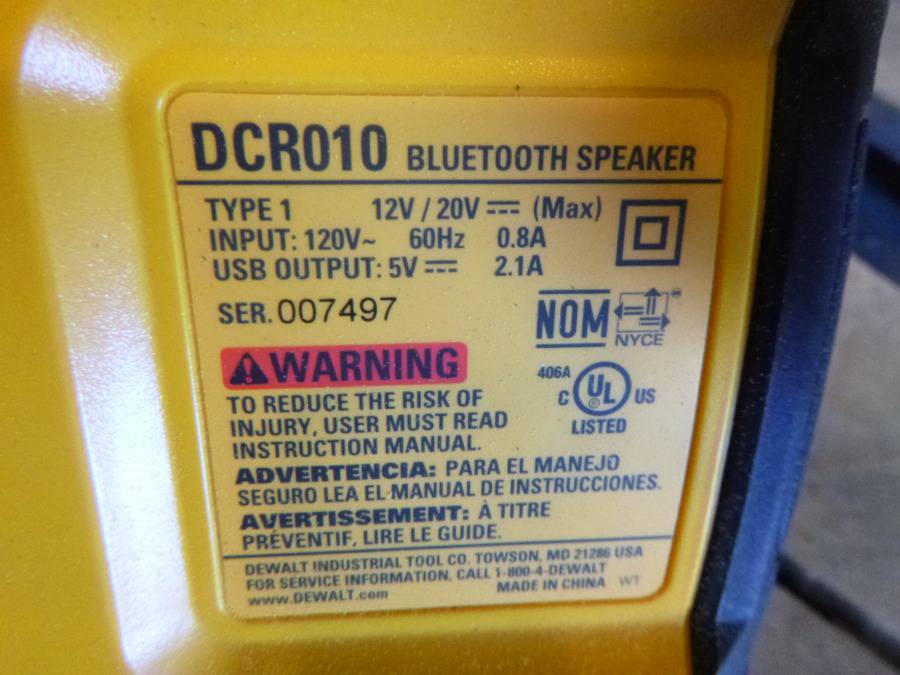 DCR010 BLUETOOTH SPEAKER
TYPE 1 12V / 20V ⎓ (Max)
INPUT: 120V~ 60Hz 0.8A
USB OUTPUT: 5V ⎓ 2.1A
SER. 007497
NOM
NYCE
⚠WARNING
TO REDUCE THE RISK OF
INJURY, USER MUST READ
INSTRUCTION MANUAL.
406A
C UL ® US
LISTED
ADVERTENCIA: PARA EL MANEJO
SEGURO LEA EL MANUAL DE INSTRUCCIONES.
AVERTISSEMENT: À TITRE
PRÉVENTIF, LIRE LE GUIDE.
DEWALT INDUSTRIAL TOOL CO. TOWSON, MD 21286 USA
FOR SERVICE INFORMATION, CALL 1-800-4-DEWALT
www.DEWALT.com MADE IN CHINA WT